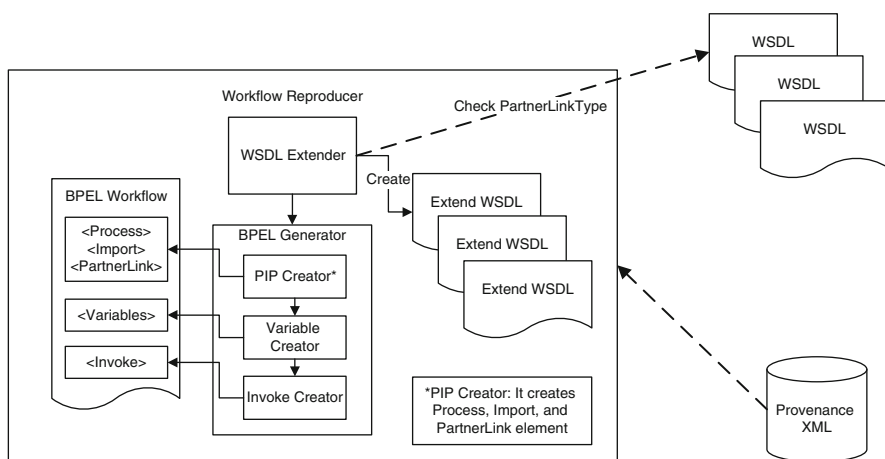 WSDL
WSDL
WSDL
Workflow Reproducer
Check PartnerLinkType
WSDL Extender
Create
BPEL Workflow
Extend WSDL
Extend WSDL
Extend WSDL
<Process>
<Import>
<PartnerLink>
<Variables>
<Invoke>
BPEL Generator
PIP Creator*
Variable
Creator
Invoke Creator
*PIP Creator: It creates
Process, Import, and
PartnerLink element
Provenance
XML